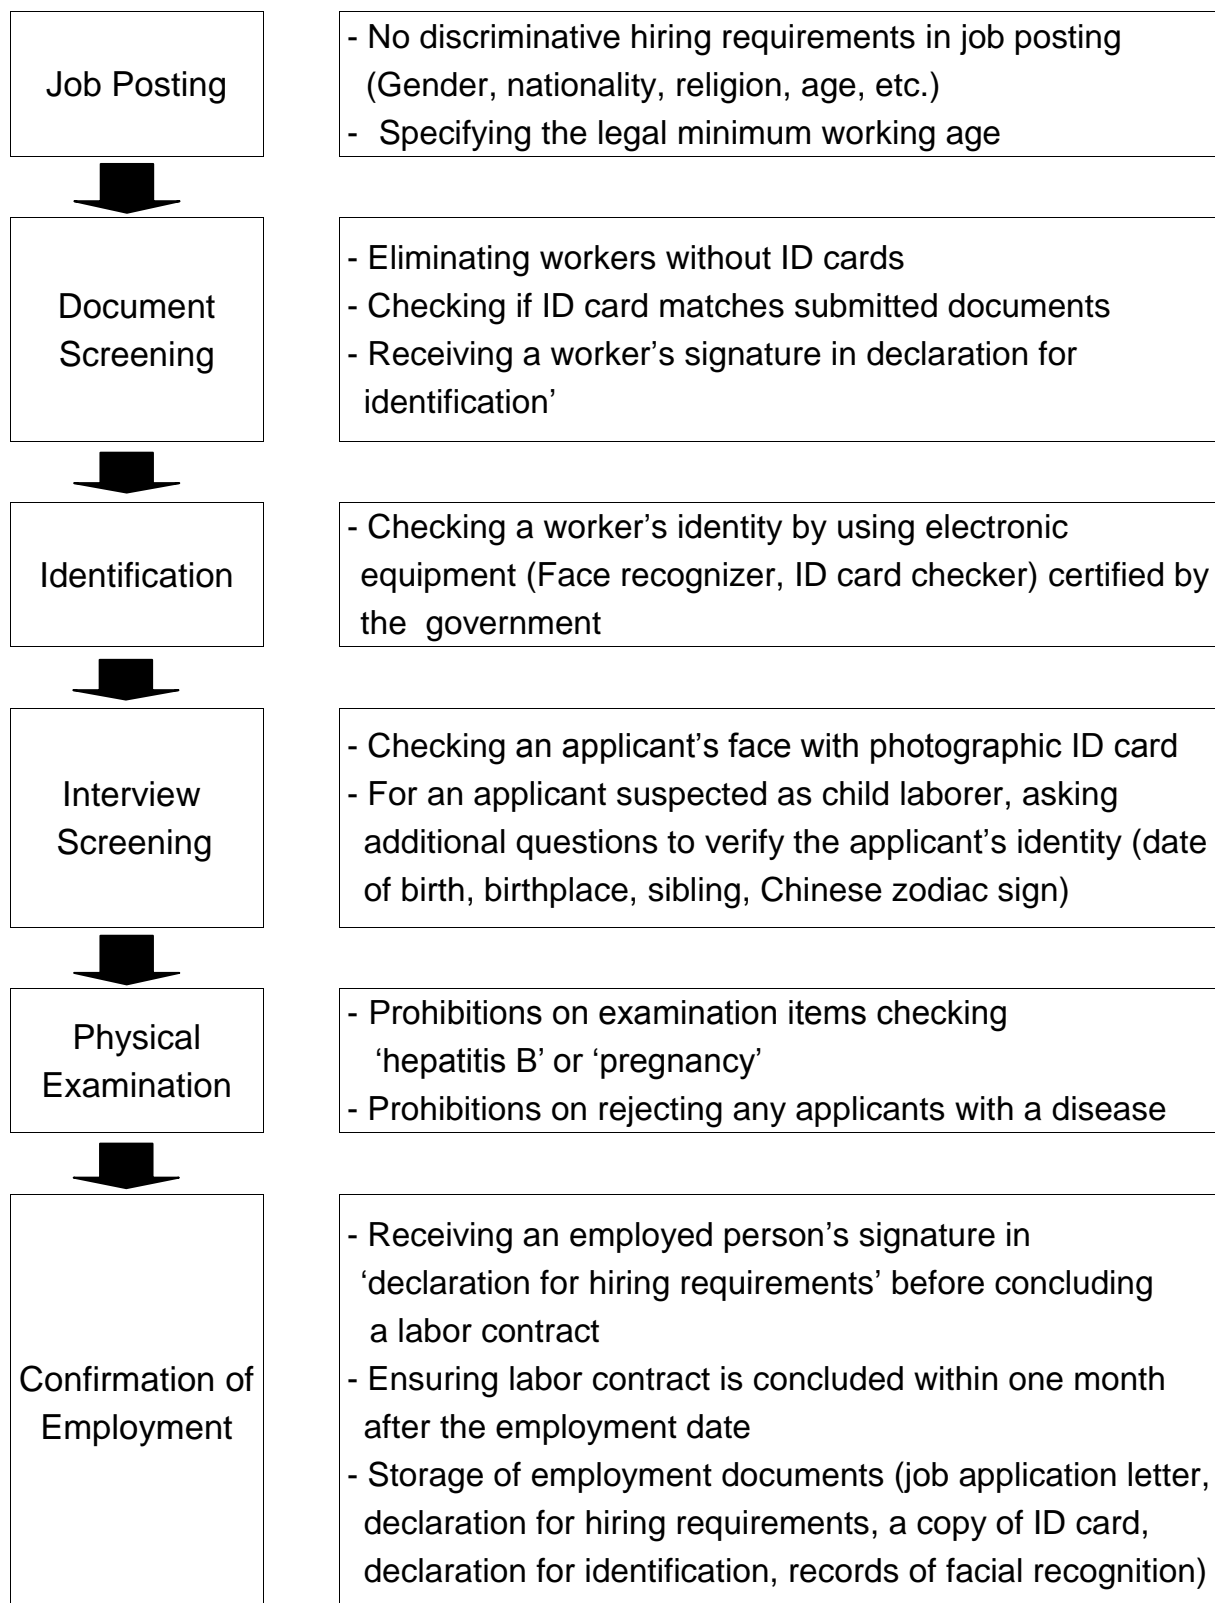 Job Posting
- No discriminative hiring requirements in job posting
(Gender, nationality, religion, age, etc.)
- Specifying the legal minimum working age
Document
Screening
- Eliminating workers without ID cards
- Checking if ID card matches submitted documents
- Receiving a worker’s signature in declaration for
identification’
Identification
- Checking a worker’s identity by using electronic
equipment (Face recognizer, ID card checker) certified by
the government
Interview
Screening
- Checking an applicant’s face with photographic ID card
- For an applicant suspected as child laborer, asking
additional questions to verify the applicant’s identity (date
of birth, birthplace, sibling, Chinese zodiac sign)
Physical
Examination
- Prohibitions on examination items checking
‘hepatitis B’ or ‘pregnancy’
- Prohibitions on rejecting any applicants with a disease
Confirmation of
Employment
- Receiving an employed person’s signature in
‘declaration for hiring requirements’ before concluding
a labor contract
- Ensuring labor contract is concluded within one month
after the employment date
- Storage of employment documents (job application letter,
declaration for hiring requirements, a copy of ID card,
declaration for identification, records of facial recognition)